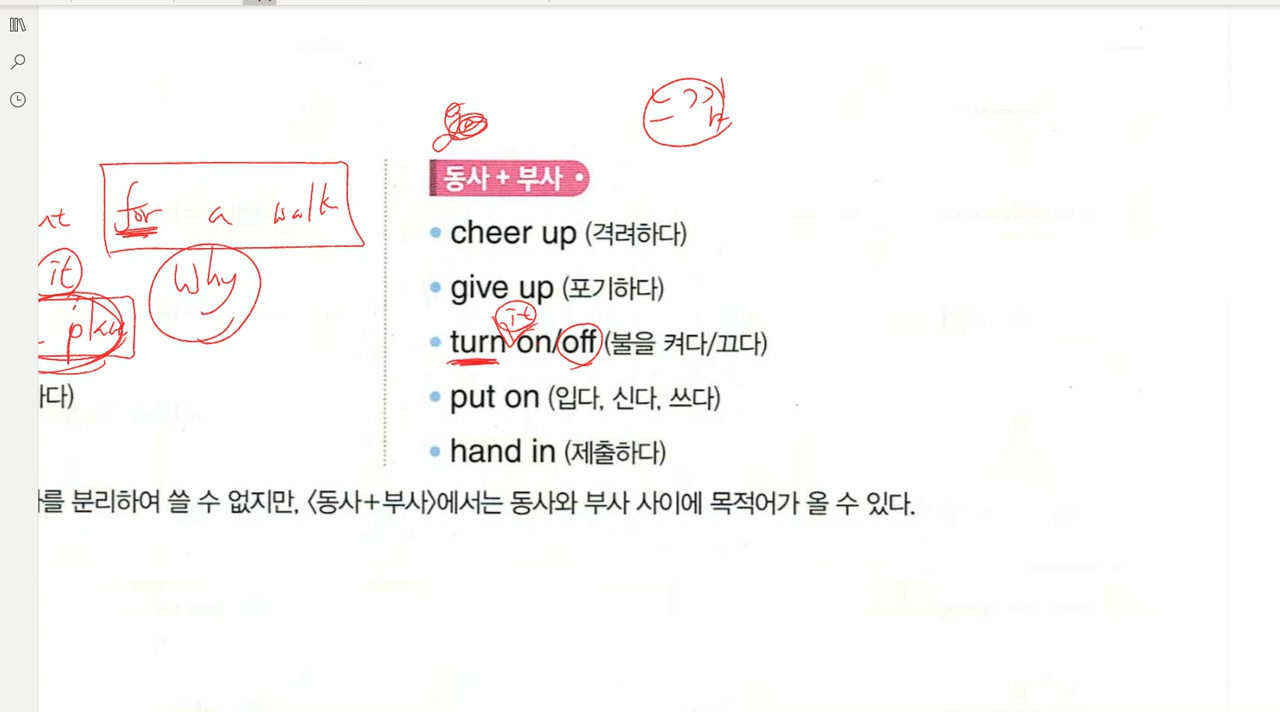 for a walk
it
Why
동사 + 부사
cheer up (격려하다)
give up (포기하다)
it
turn on/off (불을 켜다/끄다)
put on (입다, 신다, 쓰다)
하다)
hand in (제출하다)
를 분리하여 쓸 수 없지만, 〈동사+부사〉에서는 동사와 부사 사이에 목적어가 올 수 있다.